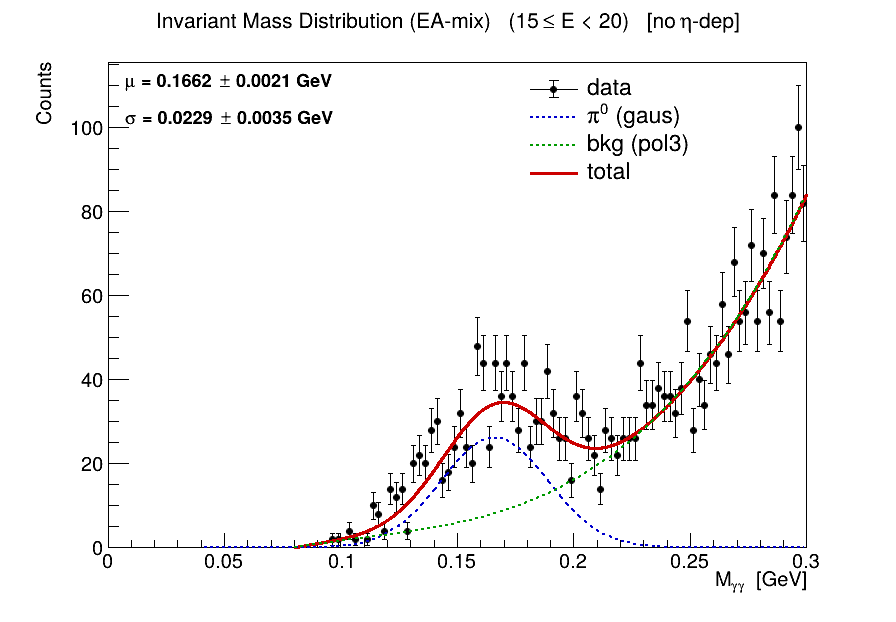 Invariant Mass Distribution (EA-mix) (15 ≤ E < 20) [no η-dep]
Counts
μ = 0.1662 ± 0.0021 GeV
σ = 0.0229 ± 0.0035 GeV
data
π⁰ (gaus)
bkg (pol3)
total
100
80
60
40
20
0
0 0.05 0.1 0.15 0.2 0.25 0.3
M_γγ [GeV]